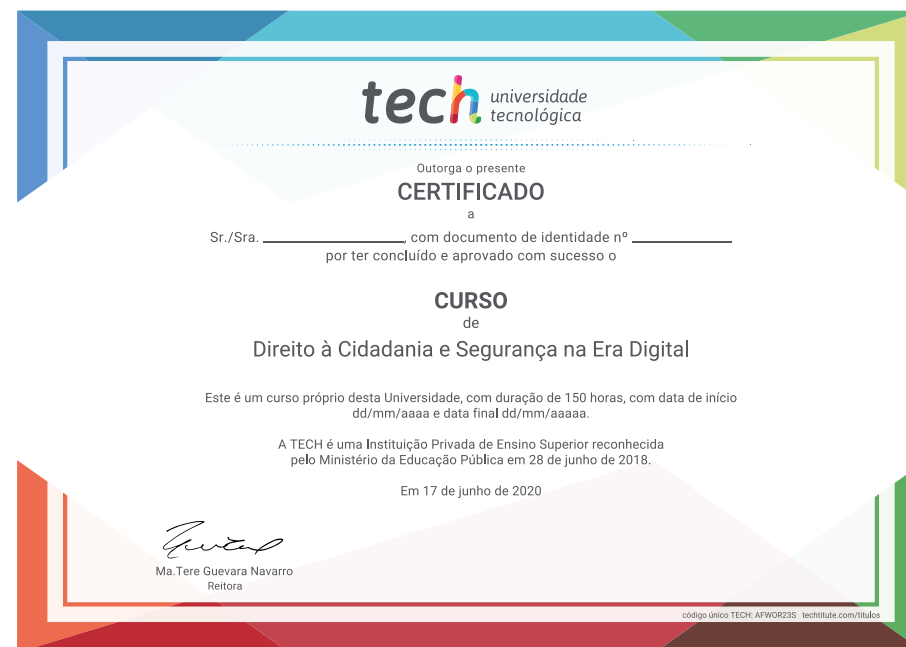 tech universidade
tecnológica
Outorga o presente
CERTIFICADO
a
Sr./Sra. ____________, com documento de identidade nº ____________
por ter concluído e aprovado com sucesso o
CURSO
de
Direito à Cidadania e Segurança na Era Digital
Este é um curso próprio desta Universidade, com duração de 150 horas, com data de início
dd/mm/aaaa e data final dd/mm/aaaaa.
A TECH é uma Instituição Privada de Ensino Superior reconhecida
pelo Ministério da Educação Pública em 28 de junho de 2018.
Em 17 de junho de 2020
Ma.Tere Guevara Navarro
Reitora
código único TECH: AFWOR23S techtitute.com/titulos